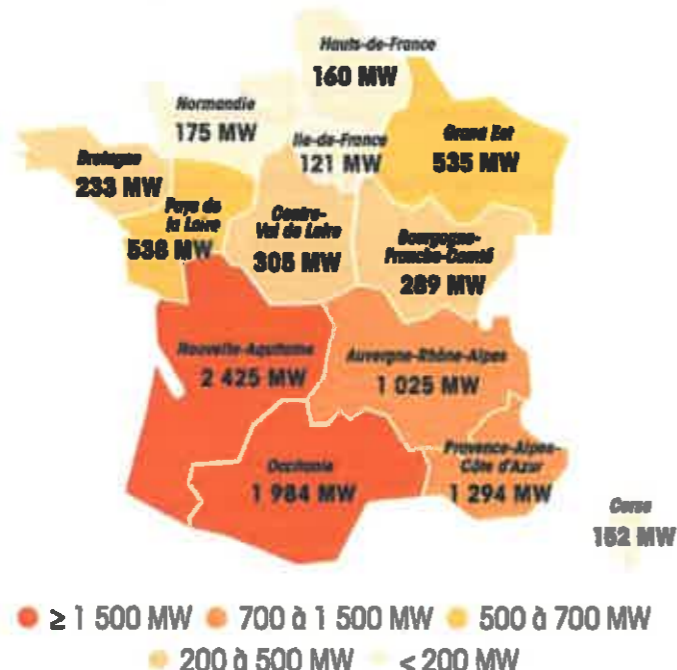 Hauts-de-France
160 MW
Normandie
175 MW
Ile-de-France
121 MW
Grand Est
535 MW
Bretagne
233 MW
Pays de
la Loire
538 MW
Centre-
Val de Loire
305 MW
Bourgogne-
Franche-Comté
289 MW
Nouvelle-Aquitaine
2 425 MW
Auvergne-Rhône-Alpes
1 025 MW
Occitanie
1 984 MW
Provence-Alpes-
Côte d'Azur
1 294 MW
Corse
152 MW
≥ 1 500 MW 700 à 1 500 MW 500 à 700 MW
200 à 500 MW < 200 MW